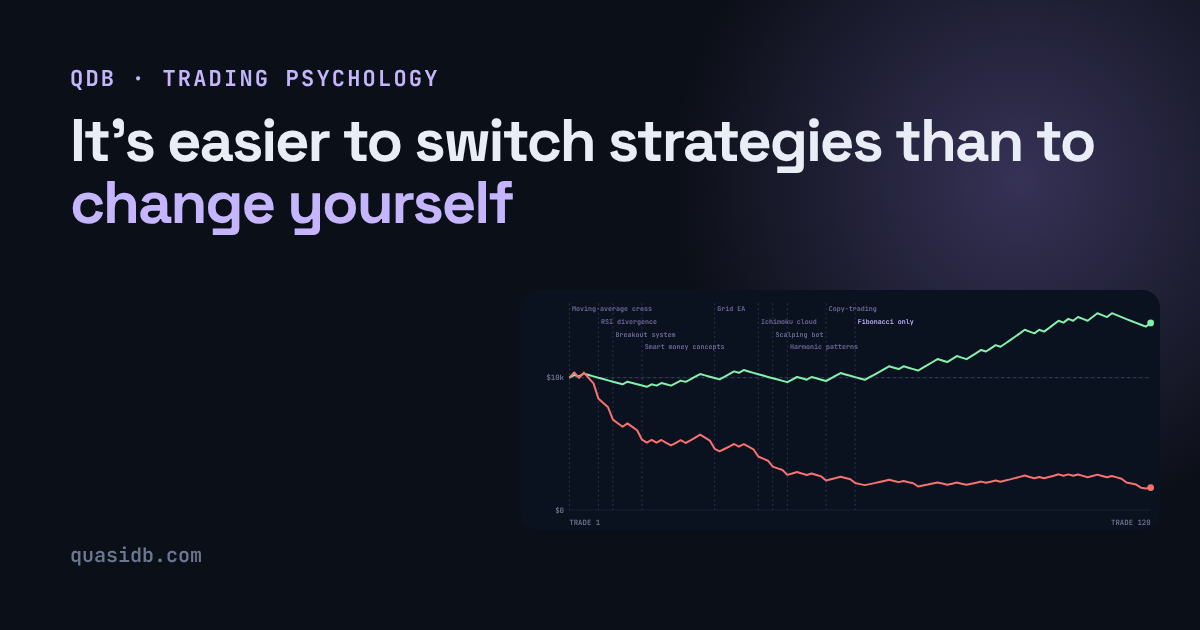 QDB · TRADING PSYCHOLOGY
It’s easier to switch strategies than to
change yourself
Moving-average cross
Grid EA
Copy-trading
RSI divergence
Ichimoku cloud
Fibonacci only
Breakout system
Scalping bot
Smart money concepts
Harmonic patterns
$10k
$0
TRADE 1
TRADE 120
quasidb.com